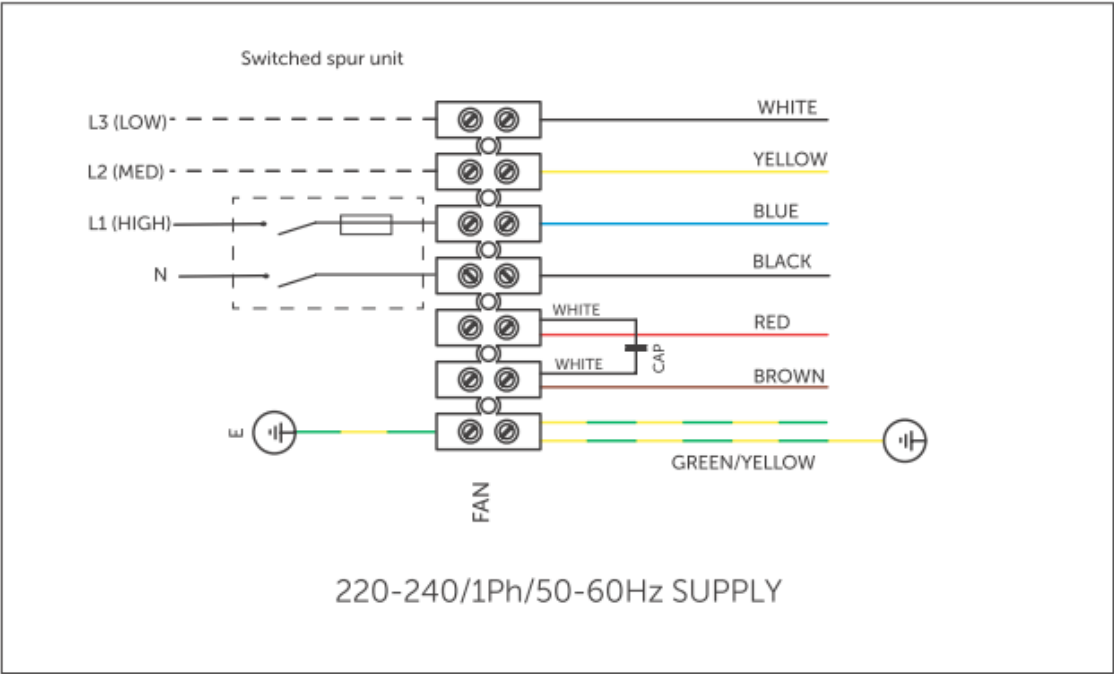 Switched spur unit
L3 (LOW)
WHITE
L2 (MED)
YELLOW
L1 (HIGH)
BLUE
N
BLACK
WHITE
RED
CAP
WHITE
BROWN
E
GREEN/YELLOW
FAN
220-240/1Ph/50-60Hz SUPPLY